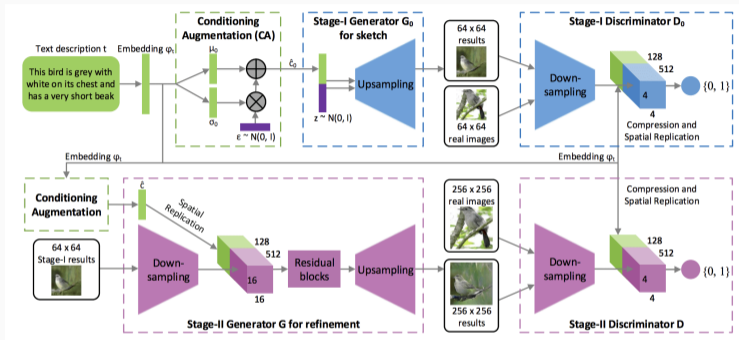 Text description t
Embedding φt
This bird is grey with
white on its chest and
has a very short beak
Conditioning
Augmentation (CA)
μ0
σ0
ε ~ N(0, I)
ĉ0
Stage-I Generator G0
for sketch
z ~ N(0, I)
Upsampling
64 x 64
results
64 x 64
real images
Stage-I Discriminator D0
Down-
sampling
128
512
4
4
{0, 1}
Compression and
Spatial Replication
Embedding φt
Embedding φt
Conditioning
Augmentation
ĉ
Spatial
Replication
64 x 64
Stage-I results
Down-
sampling
128
512
16
16
Residual
blocks
Upsampling
Stage-II Generator G for refinement
256 x 256
real images
256 x 256
results
Compression and
Spatial Replication
Down-
sampling
128
512
4
4
{0, 1}
Stage-II Discriminator D